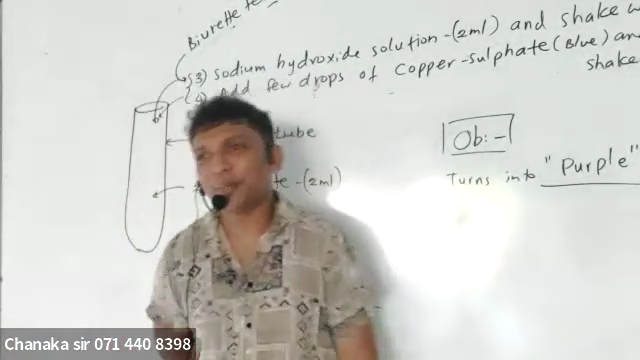 Biurette te
(3) sodium hydroxide solution -(2ml) and shake w
(4) Add few drops of copper-sulphate (Blue) an
shake
tube
te -(2ml)
Ob:-
Turns into "Purple"
Chanaka sir 071 440 8398